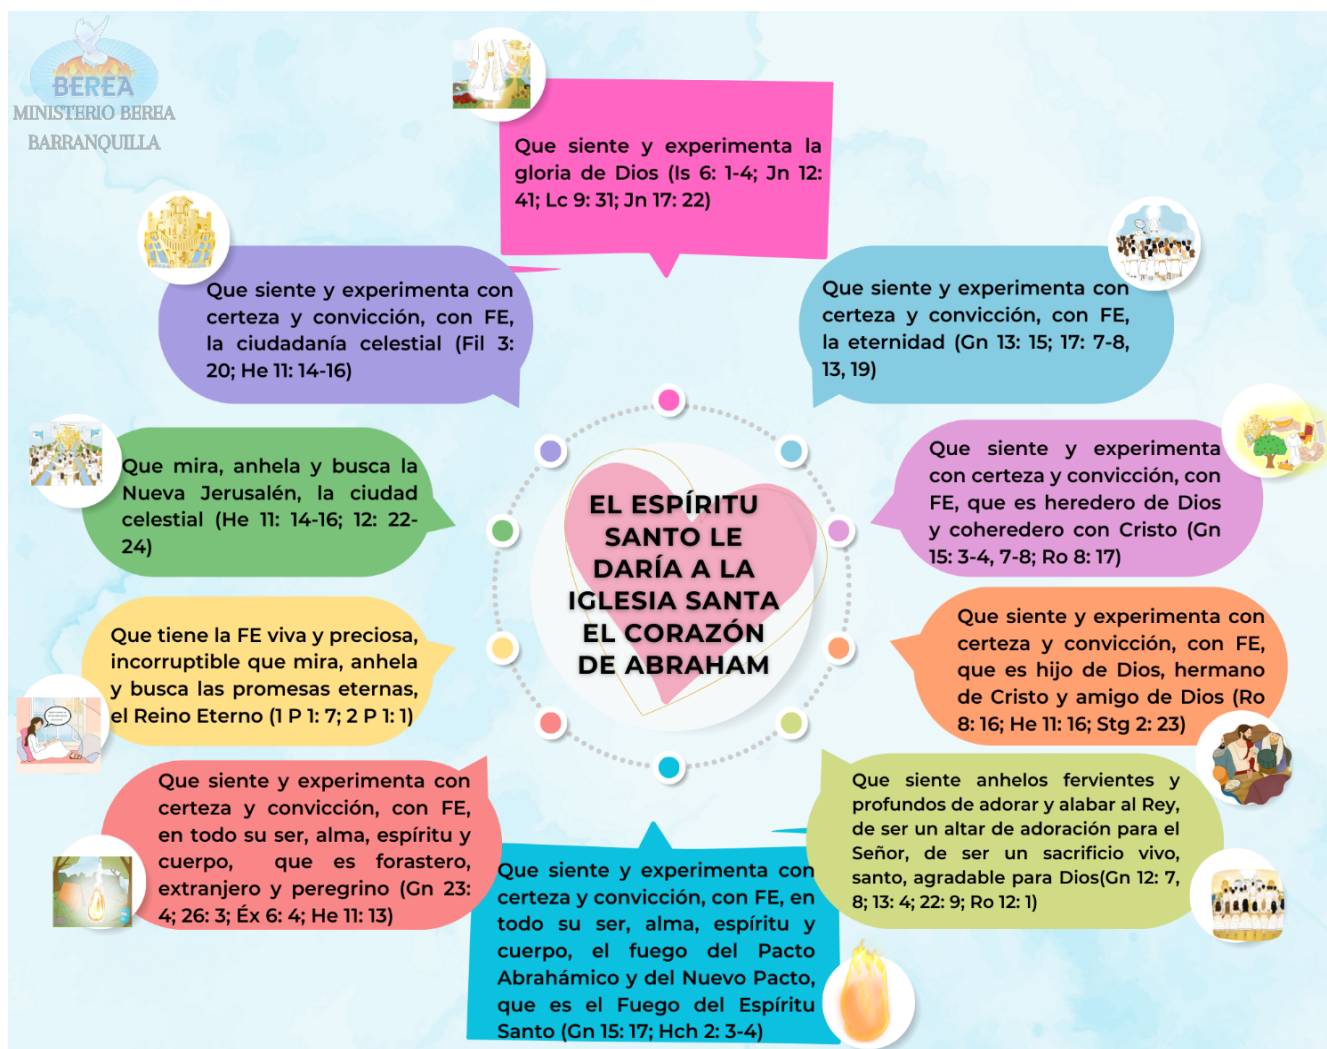 BEREA
MINISTERIO BEREA
BARRANQUILLA
Que siente y experimenta la
gloria de Dios (Is 6: 1-4; Jn 12:
41; Lc 9: 31; Jn 17: 22)
Que siente y experimenta con
certeza y convicción, con FE,
la ciudadanía celestial (Fil 3:
20; He 11: 14-16)
Que siente y experimenta con
certeza y convicción, con FE,
la eternidad (Gn 13: 15; 17: 7-8,
13, 19)
Que mira, anhela y busca la
Nueva Jerusalén, la ciudad
celestial (He 11: 14-16; 12: 22-
24)
Que siente y experimenta
con certeza y convicción, con
FE, que es heredero de Dios
y coheredero con Cristo (Gn
15: 3-4, 7-8; Ro 8: 17)
EL ESPÍRITU
SANTO LE
DARÍA A LA
IGLESIA SANTA
EL CORAZÓN
DE ABRAHAM
Que tiene la FE viva y preciosa,
incorruptible que mira, anhela
y busca las promesas eternas,
el Reino Eterno (1 P 1: 7; 2 P 1: 1)
Que siente y experimenta con
certeza y convicción, con FE,
que es hijo de Dios, hermano
de Cristo y amigo de Dios (Ro
8: 16; He 11: 16; Stg 2: 23)
Que siente y experimenta con
certeza y convicción, con FE,
en todo su ser, alma, espíritu y
cuerpo, que es forastero,
extranjero y peregrino (Gn 23:
4; 26: 3; Éx 6: 4; He 11: 13)
Que siente anhelos fervientes y
profundos de adorar y alabar al Rey,
de ser un altar de adoración para el
Señor, de ser un sacrificio vivo,
santo, agradable para Dios(Gn 12: 7,
8; 13: 4; 22: 9; Ro 12: 1)
Que siente y experimenta con
certeza y convicción, con FE, en
todo su ser, alma, espíritu y
cuerpo, el fuego del Pacto
Abrahámico y del Nuevo Pacto,
que es el Fuego del Espíritu
Santo (Gn 15: 17; Hch 2: 3-4)